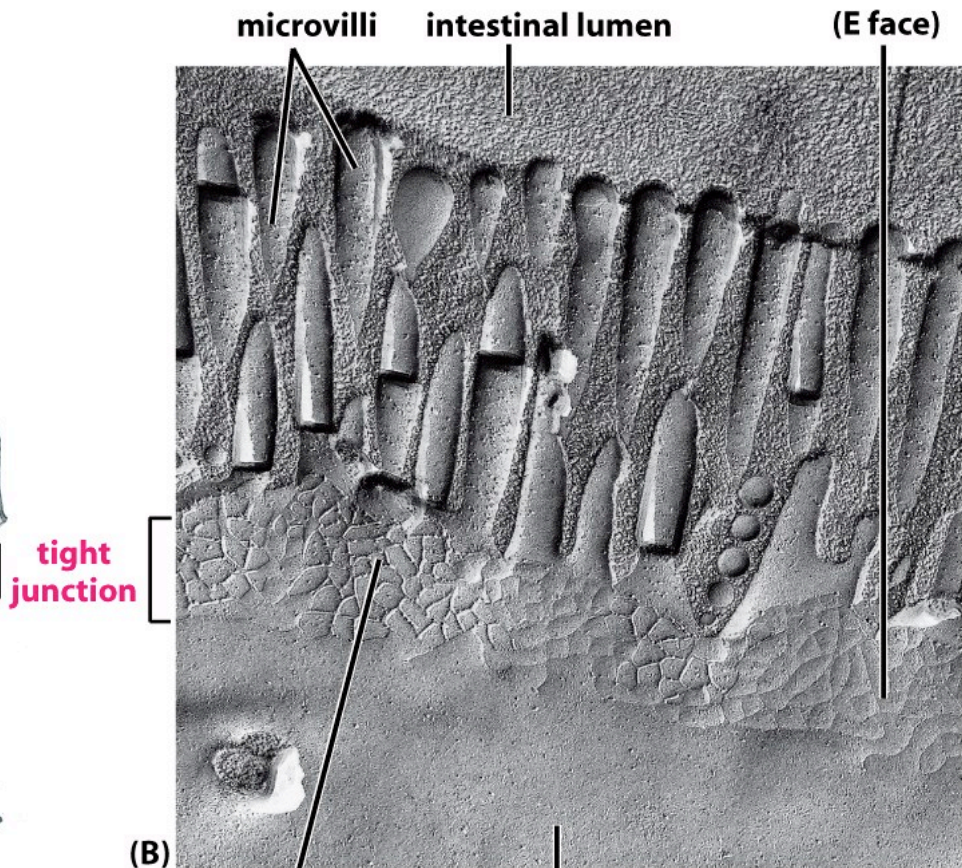 microvilli
intestinal lumen
(E face)
tight
junction
(B)